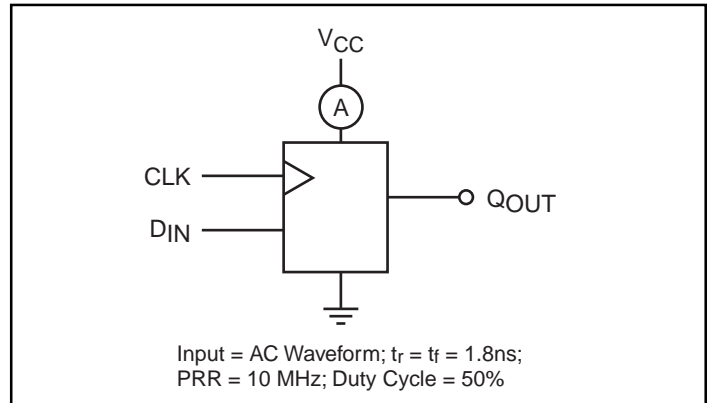 VCC
A
CLK
DIN
QOUT
Input = AC Waveform; tr = tf = 1.8ns;
PRR = 10 MHz; Duty Cycle = 50%